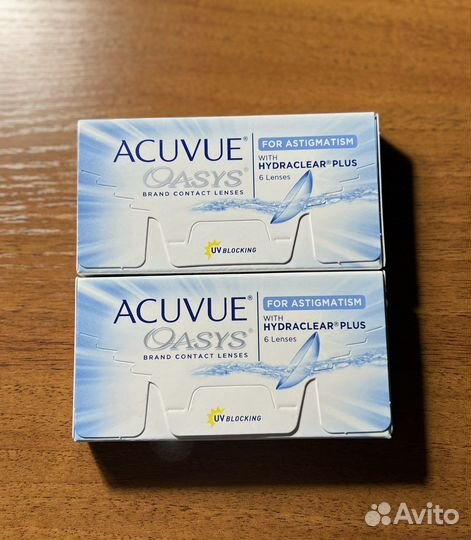 ACUVUE®
OASYS®
BRAND CONTACT LENSES
FOR ASTIGMATISM
WITH
HYDRACLEAR® PLUS
6 Lenses
UV BLOCKING
ACUVUE®
OASYS®
BRAND CONTACT LENSES
FOR ASTIGMATISM
WITH
HYDRACLEAR® PLUS
6 Lenses
UV BLOCKING
Avito